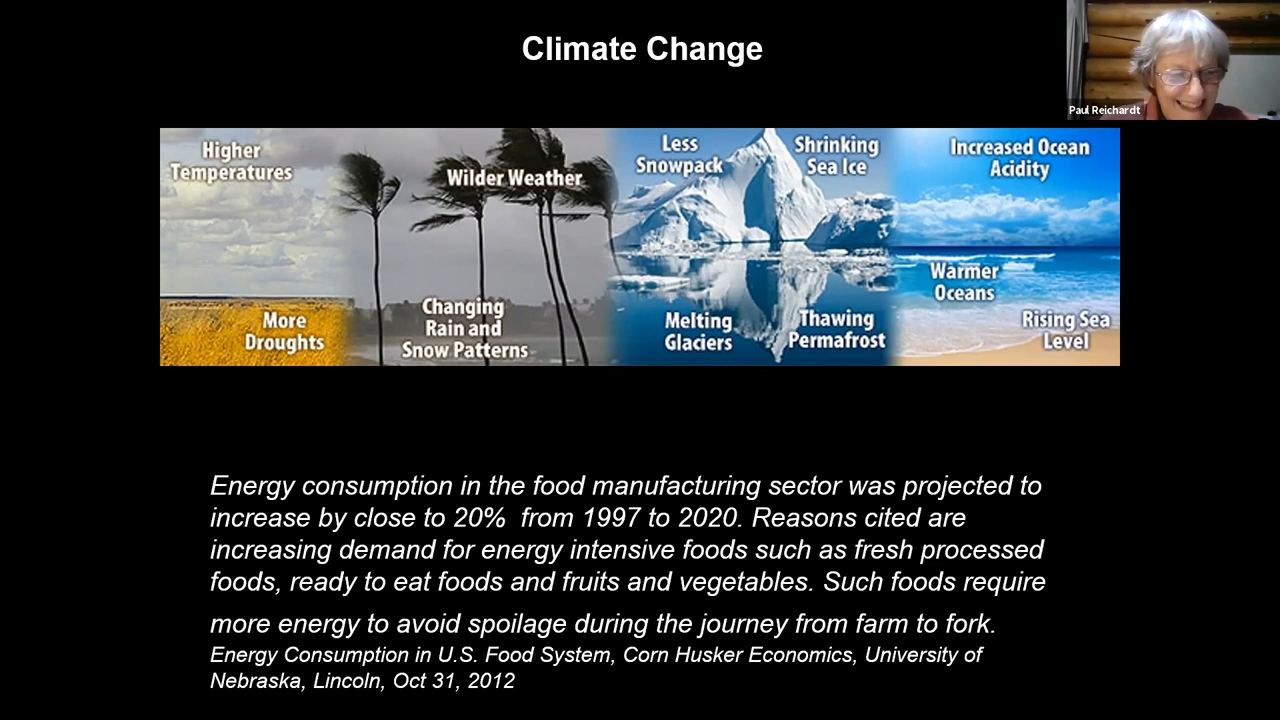 Climate Change
Paul Reichardt
Higher
Temperatures
More
Droughts
Wilder Weather
Changing
Rain and
Snow Patterns
Less
Snowpack
Shrinking
Sea Ice
Melting
Glaciers
Thawing
Permafrost
Increased Ocean
Acidity
Warmer
Oceans
Rising Sea
Level
Energy consumption in the food manufacturing sector was projected to
increase by close to 20% from 1997 to 2020. Reasons cited are
increasing demand for energy intensive foods such as fresh processed
foods, ready to eat foods and fruits and vegetables. Such foods require
more energy to avoid spoilage during the journey from farm to fork.
Energy Consumption in U.S. Food System, Corn Husker Economics, University of
Nebraska, Lincoln, Oct 31, 2012